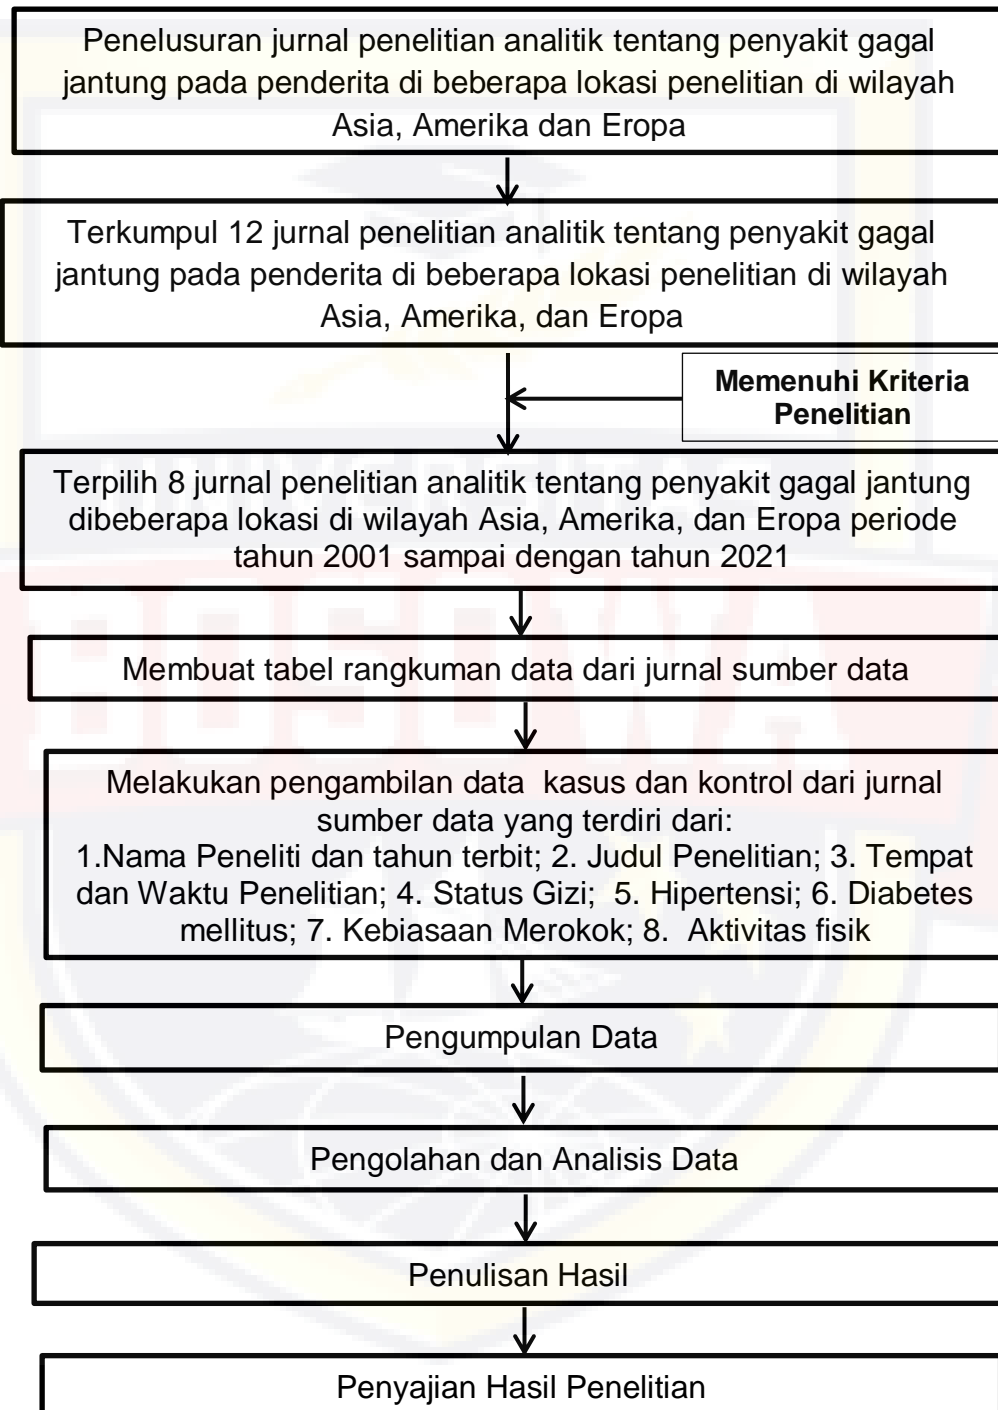 Penelusuran jurnal penelitian analitik tentang penyakit gagal
jantung pada penderita di beberapa lokasi penelitian di wilayah
Asia, Amerika dan Eropa
Terkumpul 12 jurnal penelitian analitik tentang penyakit gagal
jantung pada penderita di beberapa lokasi penelitian di wilayah
Asia, Amerika, dan Eropa
Memenuhi Kriteria
Penelitian
Terpilih 8 jurnal penelitian analitik tentang penyakit gagal jantung
dibeberapa lokasi di wilayah Asia, Amerika, dan Eropa periode
tahun 2001 sampai dengan tahun 2021
Membuat tabel rangkuman data dari jurnal sumber data
Melakukan pengambilan data kasus dan kontrol dari jurnal
sumber data yang terdiri dari:
1.Nama Peneliti dan tahun terbit; 2. Judul Penelitian; 3. Tempat
dan Waktu Penelitian; 4. Status Gizi; 5. Hipertensi; 6. Diabetes
mellitus; 7. Kebiasaan Merokok; 8. Aktivitas fisik
Pengumpulan Data
Pengolahan dan Analisis Data
Penulisan Hasil
Penyajian Hasil Penelitian
UNIVERSITAS
BOSOWA